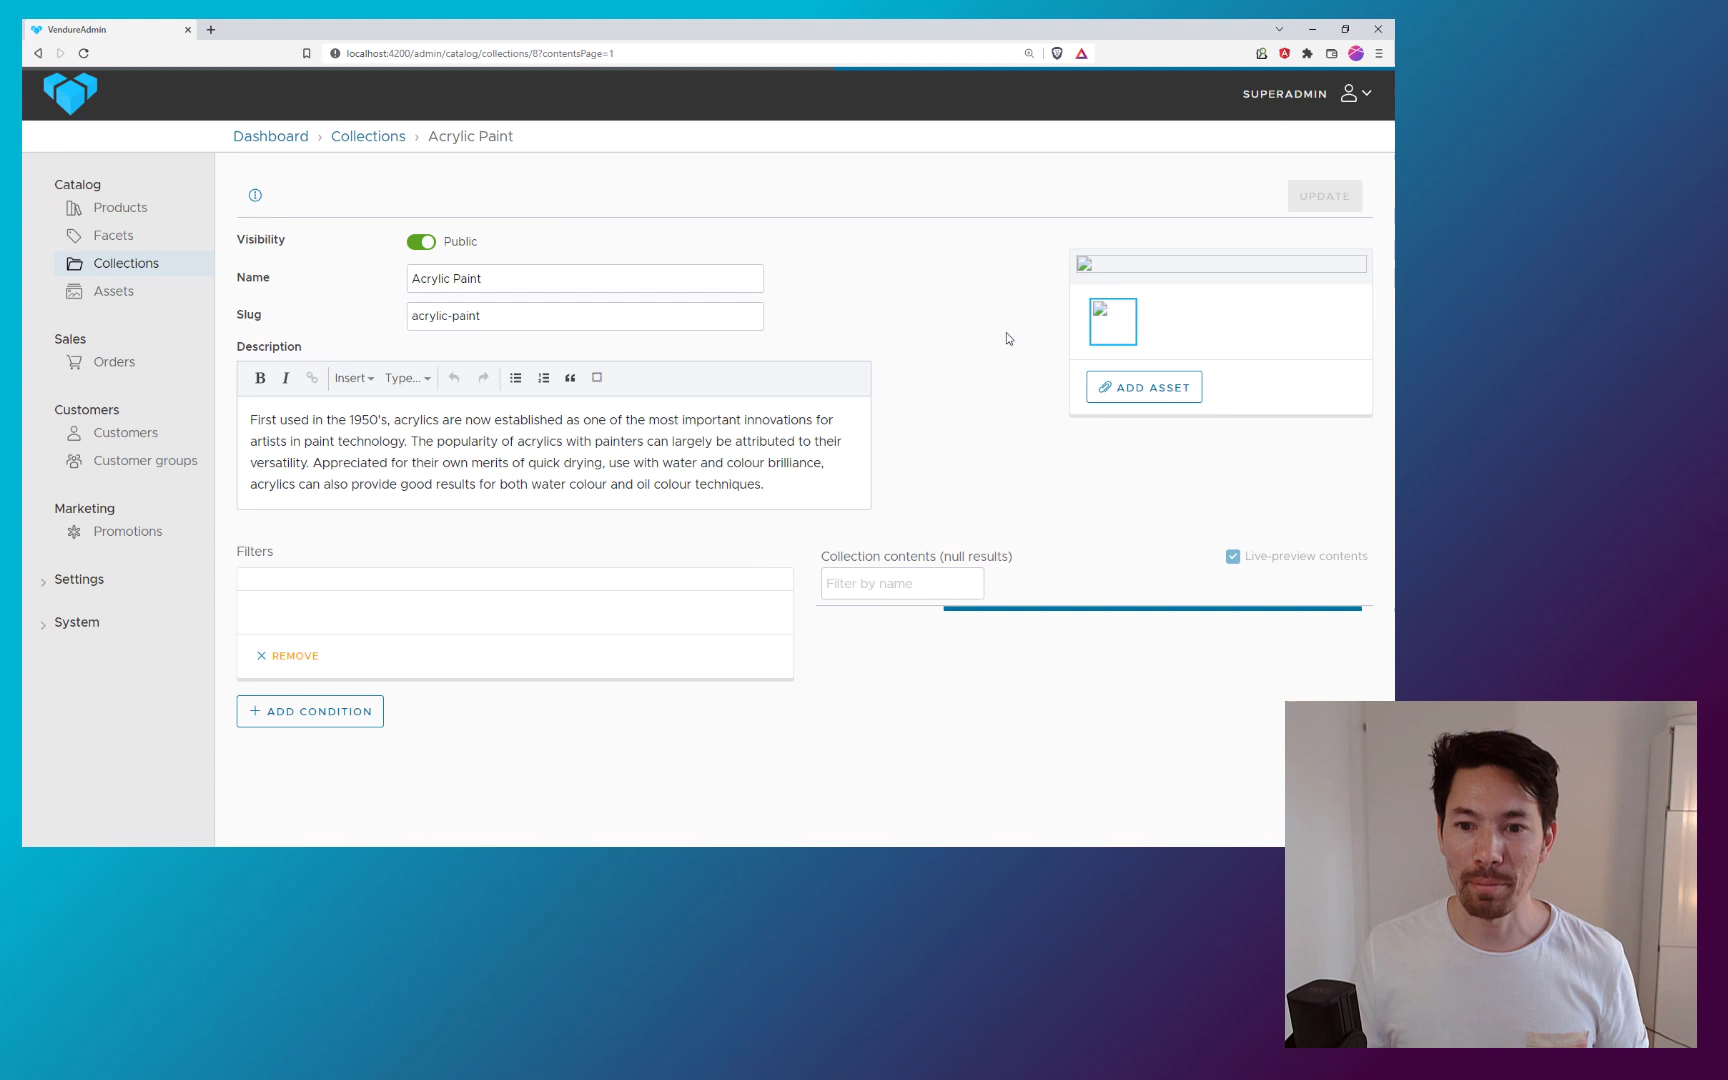 VendureAdmin
localhost:4200/admin/catalog/collections/8?contentsPage=1
SUPERADMIN
Dashboard › Collections › Acrylic Paint
Catalog
Products
Facets
Collections
Assets
Sales
Orders
Customers
Customers
Customer groups
Marketing
Promotions
Settings
System
UPDATE
Visibility
Public
Name
Acrylic Paint
Slug
acrylic-paint
Description
B I Insert Type...
First used in the 1950's, acrylics are now established as one of the most important innovations for
artists in paint technology. The popularity of acrylics with painters can largely be attributed to their
versatility. Appreciated for their own merits of quick drying, use with water and colour brilliance,
acrylics can also provide good results for both water colour and oil colour techniques.
ADD ASSET
Filters
REMOVE
ADD CONDITION
Collection contents (null results)
Live-preview contents
Filter by name